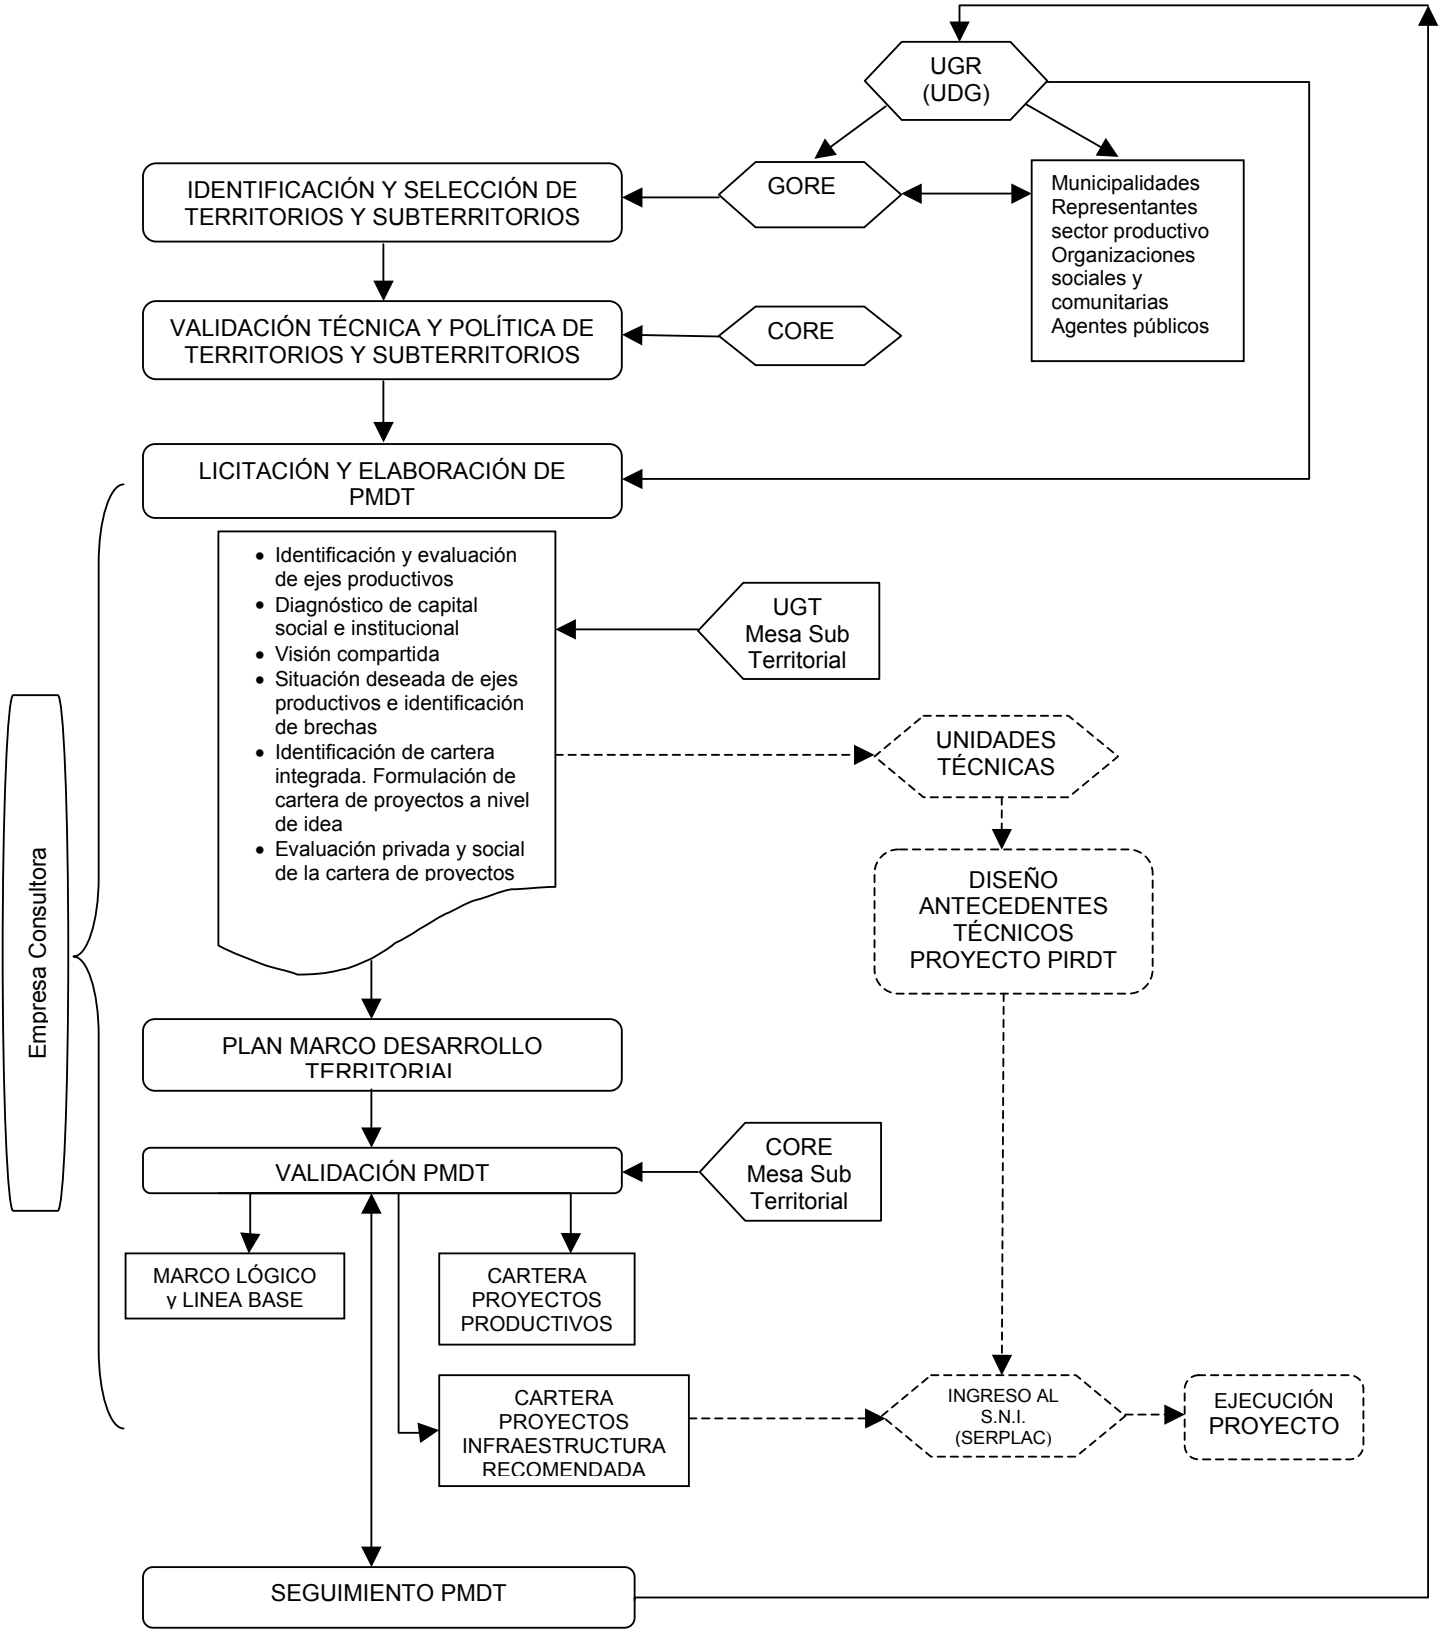 UGR
(UDG)
IDENTIFICACIÓN Y SELECCIÓN DE
TERRITORIOS Y SUBTERRITORIOS
GORE
Municipalidades
Representantes
sector productivo
Organizaciones
sociales y
comunitarias
Agentes públicos
VALIDACIÓN TÉCNICA Y POLÍTICA DE
TERRITORIOS Y SUBTERRITORIOS
CORE
LICITACIÓN Y ELABORACIÓN DE
PMDT
• Identificación y evaluación
de ejes productivos
• Diagnóstico de capital
social e institucional
• Visión compartida
• Situación deseada de ejes
productivos e identificación
de brechas
• Identificación de cartera
integrada. Formulación de
cartera de proyectos a nivel
de idea
• Evaluación privada y social
de la cartera de proyectos
UGT
Mesa Sub
Territorial
UNIDADES
TÉCNICAS
DISEÑO
ANTECEDENTES
TÉCNICOS
PROYECTO PIRDT
Empresa Consultora
PLAN MARCO DESARROLLO
TERRITORIAL
VALIDACIÓN PMDT
CORE
Mesa Sub
Territorial
MARCO LÓGICO
y LINEA BASE
CARTERA
PROYECTOS
PRODUCTIVOS
CARTERA
PROYECTOS
INFRAESTRUCTURA
RECOMENDADA
INGRESO AL
S.N.I.
(SERPLAC)
EJECUCIÓN
PROYECTO
SEGUIMIENTO PMDT